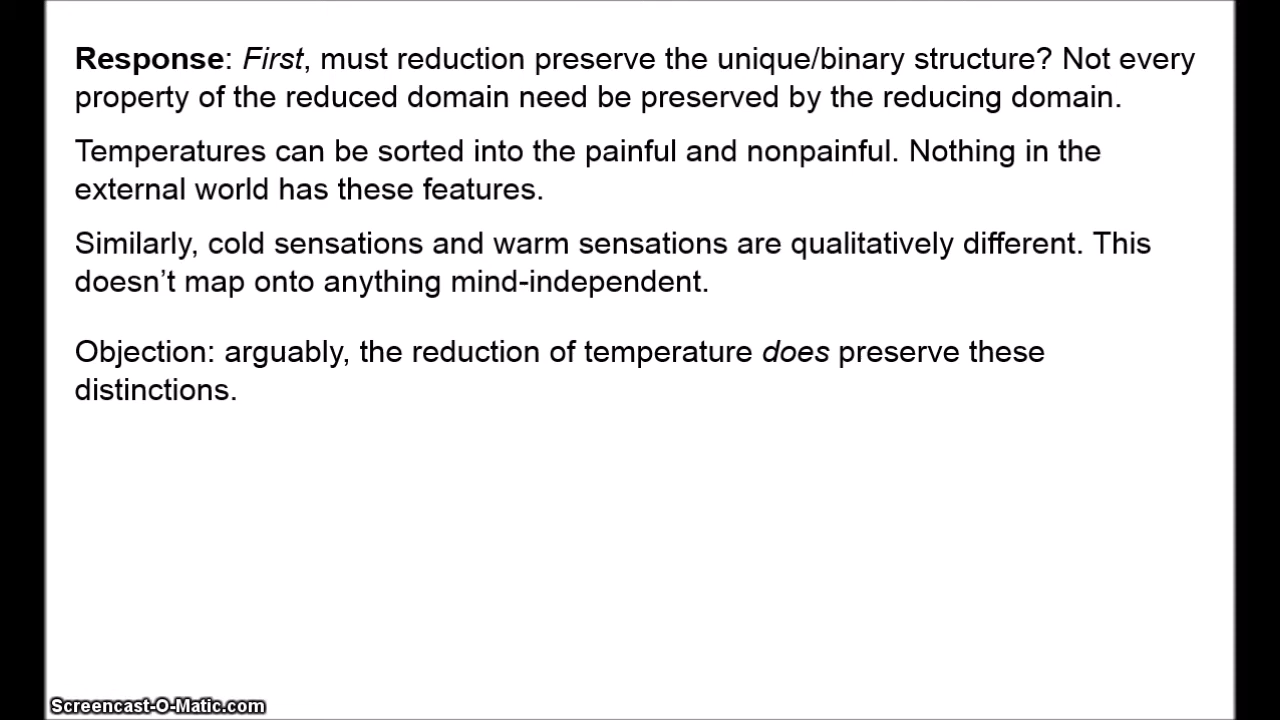 Response: First, must reduction preserve the unique/binary structure? Not every
property of the reduced domain need be preserved by the reducing domain.
Temperatures can be sorted into the painful and nonpainful. Nothing in the
external world has these features.
Similarly, cold sensations and warm sensations are qualitatively different. This
doesn’t map onto anything mind-independent.
Objection: arguably, the reduction of temperature does preserve these
distinctions.
Screencast-O-Matic.com